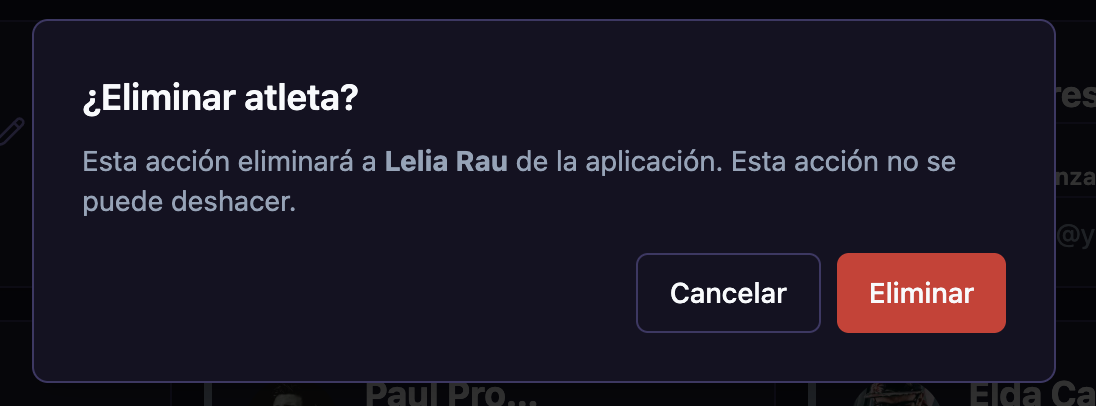 ¿Eliminar atleta?
Esta acción eliminará a Lelia Rau de la aplicación. Esta acción no se
puede deshacer.
Cancelar
Eliminar
Paul Pro...
Elda Ca